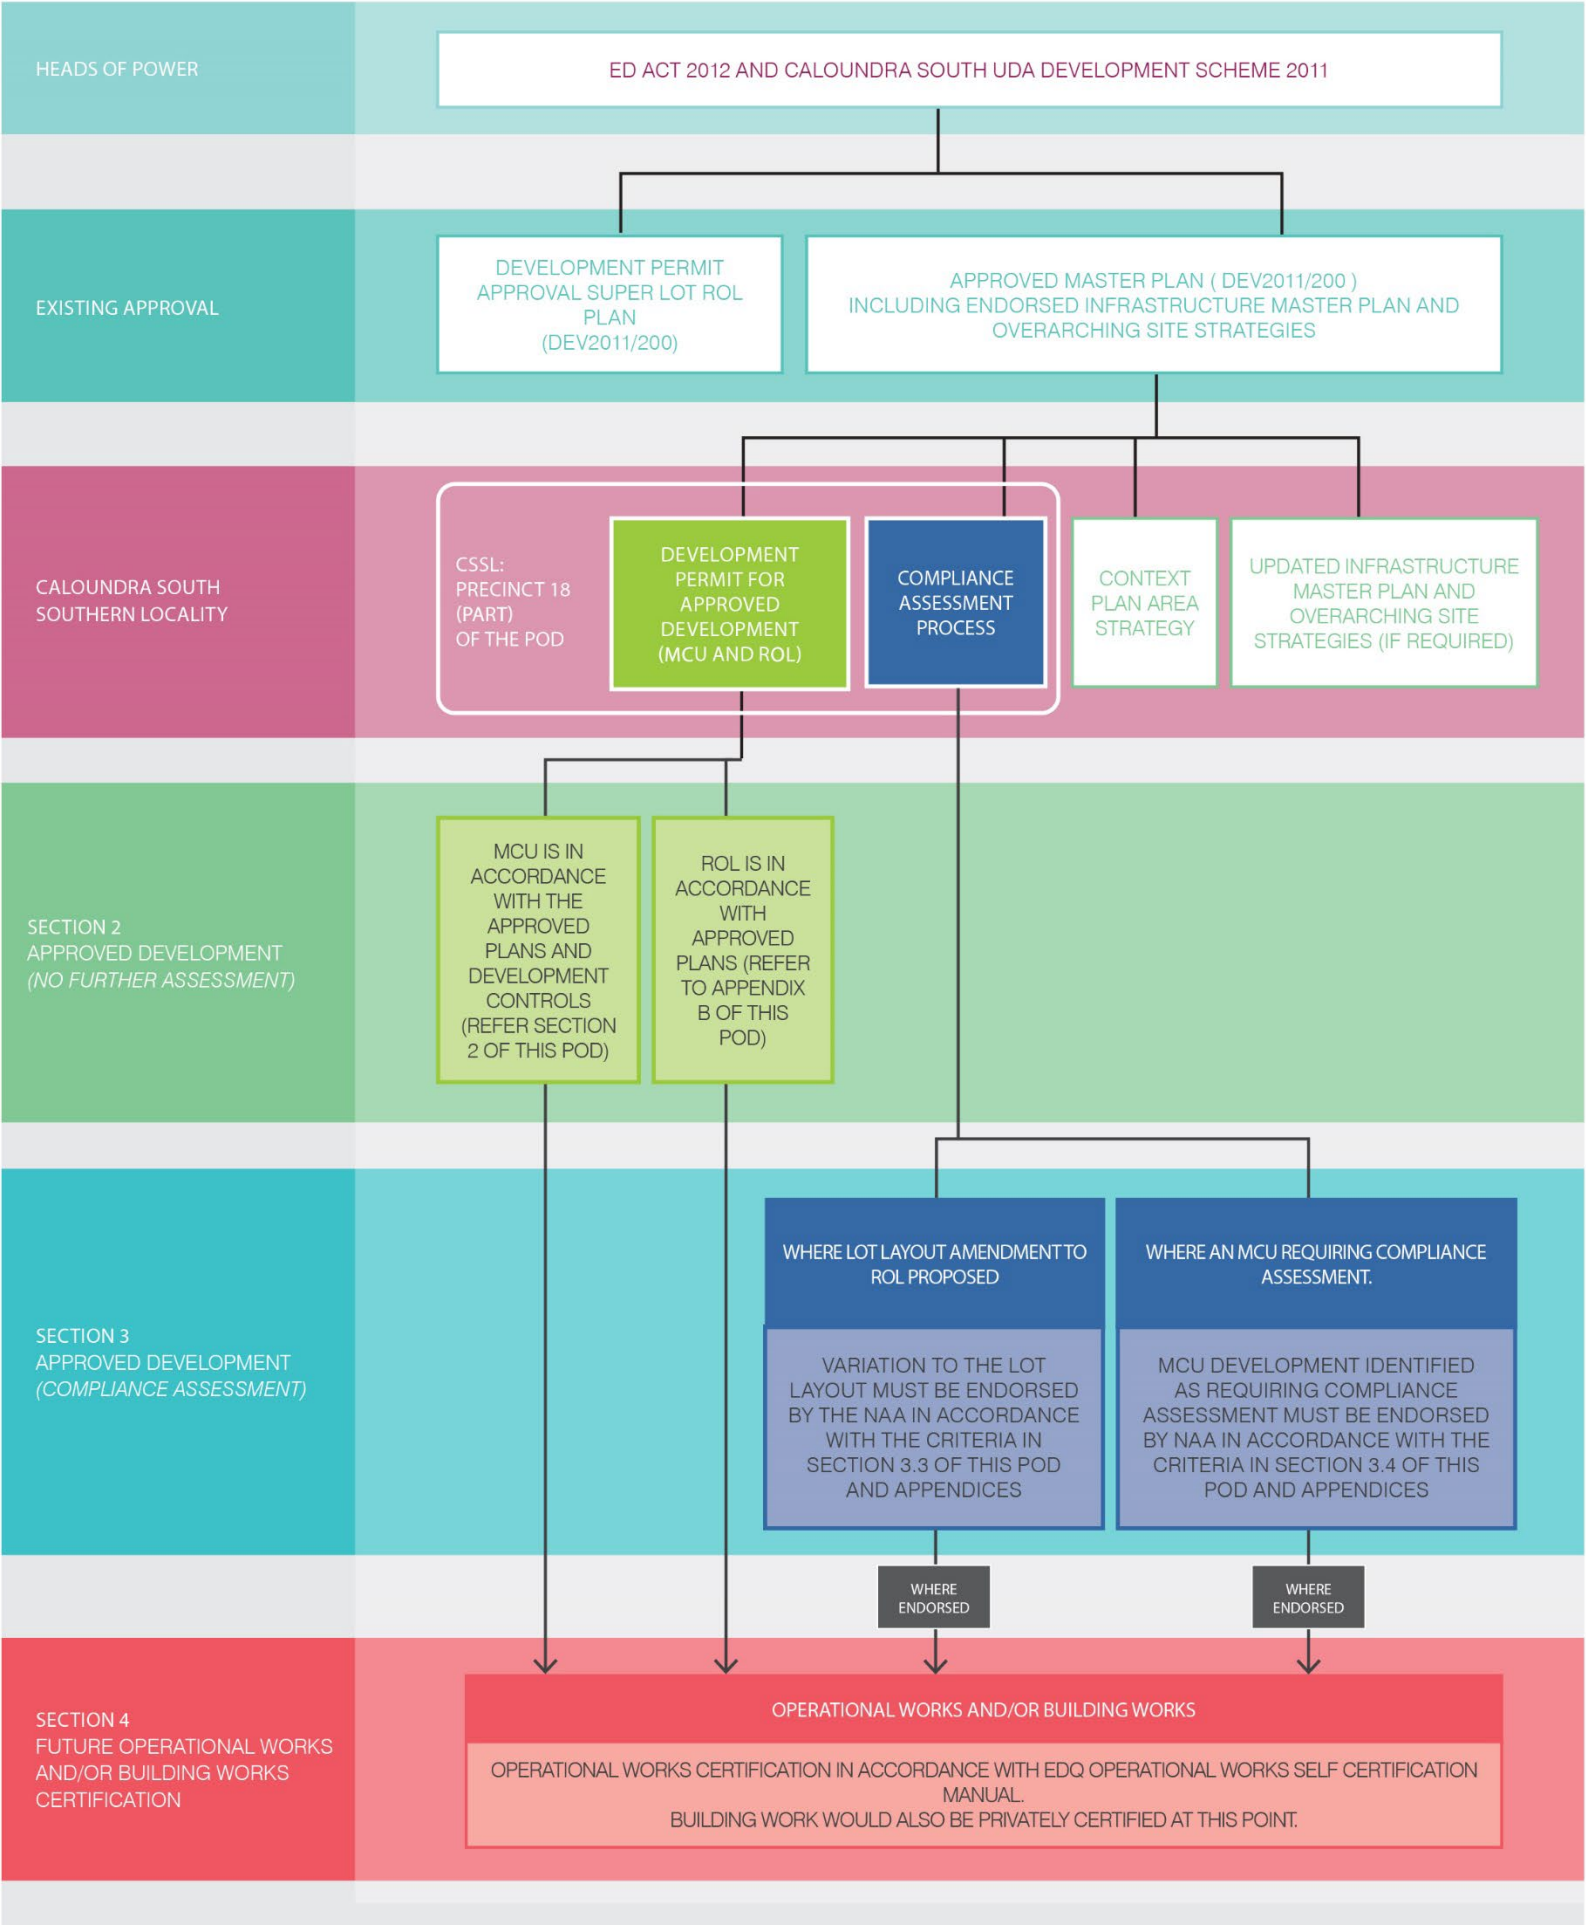 HEADS OF POWER
ED ACT 2012 AND CALOUNDRA SOUTH UDA DEVELOPMENT SCHEME 2011
EXISTING APPROVAL
DEVELOPMENT PERMIT
APPROVAL SUPER LOT ROL
PLAN
(DEV2011/200)
APPROVED MASTER PLAN ( DEV2011/200 )
INCLUDING ENDORSED INFRASTRUCTURE MASTER PLAN AND
OVERARCHING SITE STRATEGIES
CALOUNDRA SOUTH
SOUTHERN LOCALITY
CSSL:
PRECINCT 18
(PART)
OF THE POD
DEVELOPMENT
PERMIT FOR
APPROVED
DEVELOPMENT
(MCU AND ROL)
COMPLIANCE
ASSESSMENT
PROCESS
CONTEXT
PLAN AREA
STRATEGY
UPDATED INFRASTRUCTURE
MASTER PLAN AND
OVERARCHING SITE
STRATEGIES (IF REQUIRED)
SECTION 2
APPROVED DEVELOPMENT
(NO FURTHER ASSESSMENT)
MCU IS IN
ACCORDANCE
WITH THE
APPROVED
PLANS AND
DEVELOPMENT
CONTROLS
(REFER SECTION
2 OF THIS POD)
ROL IS IN
ACCORDANCE
WITH
APPROVED
PLANS (REFER
TO APPENDIX
B OF THIS
POD)
SECTION 3
APPROVED DEVELOPMENT
(COMPLIANCE ASSESSMENT)
WHERE LOT LAYOUT AMENDMENT TO
ROL PROPOSED
VARIATION TO THE LOT
LAYOUT MUST BE ENDORSED
BY THE NAA IN ACCORDANCE
WITH THE CRITERIA IN
SECTION 3.3 OF THIS POD
AND APPENDICES
WHERE AN MCU REQUIRING COMPLIANCE
ASSESSMENT.
MCU DEVELOPMENT IDENTIFIED
AS REQUIRING COMPLIANCE
ASSESSMENT MUST BE ENDORSED
BY NAA IN ACCORDANCE WITH THE
CRITERIA IN SECTION 3.4 OF THIS
POD AND APPENDICES
WHERE
ENDORSED
WHERE
ENDORSED
SECTION 4
FUTURE OPERATIONAL WORKS
AND/OR BUILDING WORKS
CERTIFICATION
OPERATIONAL WORKS AND/OR BUILDING WORKS
OPERATIONAL WORKS CERTIFICATION IN ACCORDANCE WITH EDQ OPERATIONAL WORKS SELF CERTIFICATION
MANUAL.
BUILDING WORK WOULD ALSO BE PRIVATELY CERTIFIED AT THIS POINT.